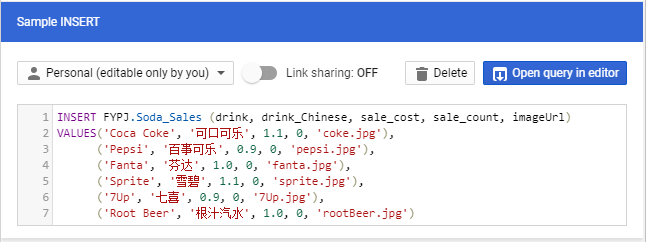 Sample INSERT
Personal (editable only by you) Link sharing: OFF Delete Open query in editor
1 INSERT FYPJ.Soda_Sales (drink, drink_Chinese, sale_cost, sale_count, imageUrl)
2 VALUES('Coca Coke', '可口可乐', 1.1, 0, 'coke.jpg'),
3 ('Pepsi', '百事可乐', 0.9, 0, 'pepsi.jpg'),
4 ('Fanta', '芬达', 1.0, 0, 'fanta.jpg'),
5 ('Sprite', '雪碧', 1.1, 0, 'sprite.jpg'),
6 ('7Up', '七喜', 0.9, 0, '7Up.jpg'),
7 ('Root Beer', '根汁汽水', 1.0, 0, 'rootBeer.jpg')